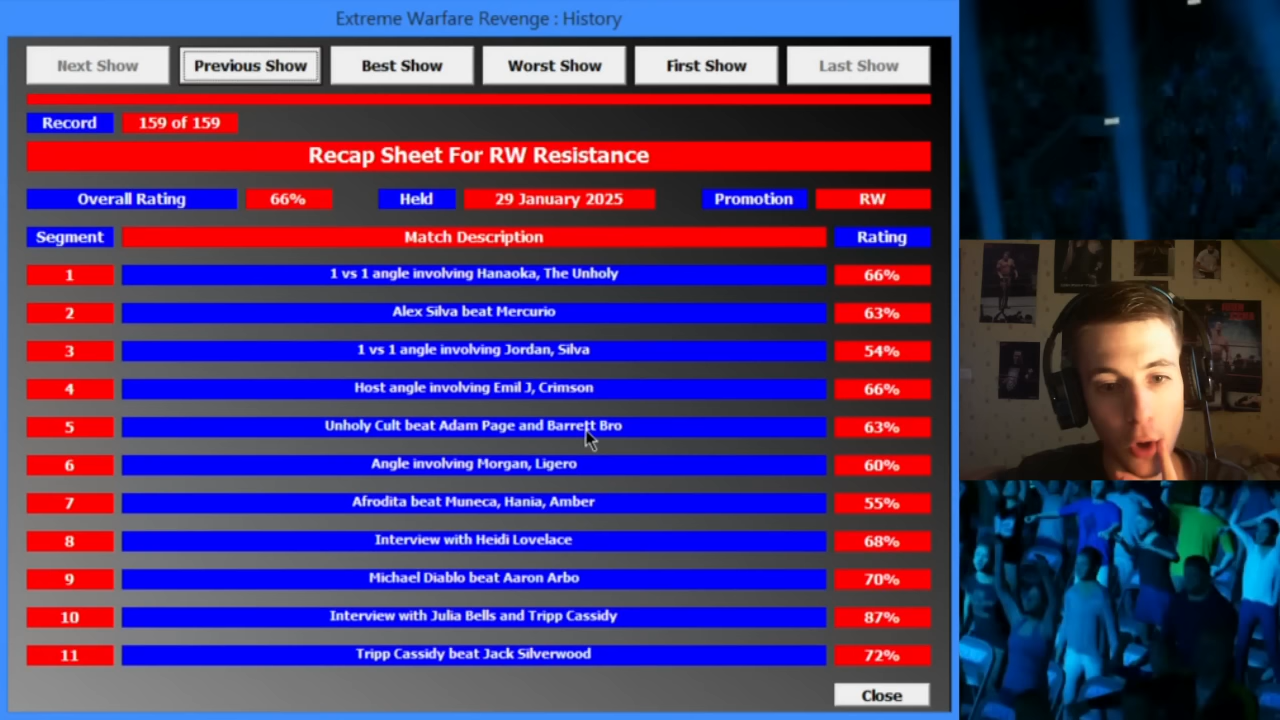 Extreme Warfare Revenge : History
Next Show Previous Show Best Show Worst Show First Show Last Show
Record 159 of 159
Recap Sheet For RW Resistance
Overall Rating 66% Held 29 January 2025 Promotion RW
Segment Match Description Rating
1 1 vs 1 angle involving Hanaoka, The Unholy 66%
2 Alex Silva beat Mercurio 63%
3 1 vs 1 angle involving Jordan, Silva 54%
4 Host angle involving Emil J, Crimson 66%
5 Unholy Cult beat Adam Page and Barrett Bro 63%
6 Angle involving Morgan, Ligero 60%
7 Afrodita beat Muneca, Hania, Amber 55%
8 Interview with Heidi Lovelace 68%
9 Michael Diablo beat Aaron Arbo 70%
10 Interview with Julia Bells and Tripp Cassidy 87%
11 Tripp Cassidy beat Jack Silverwood 72%
Close